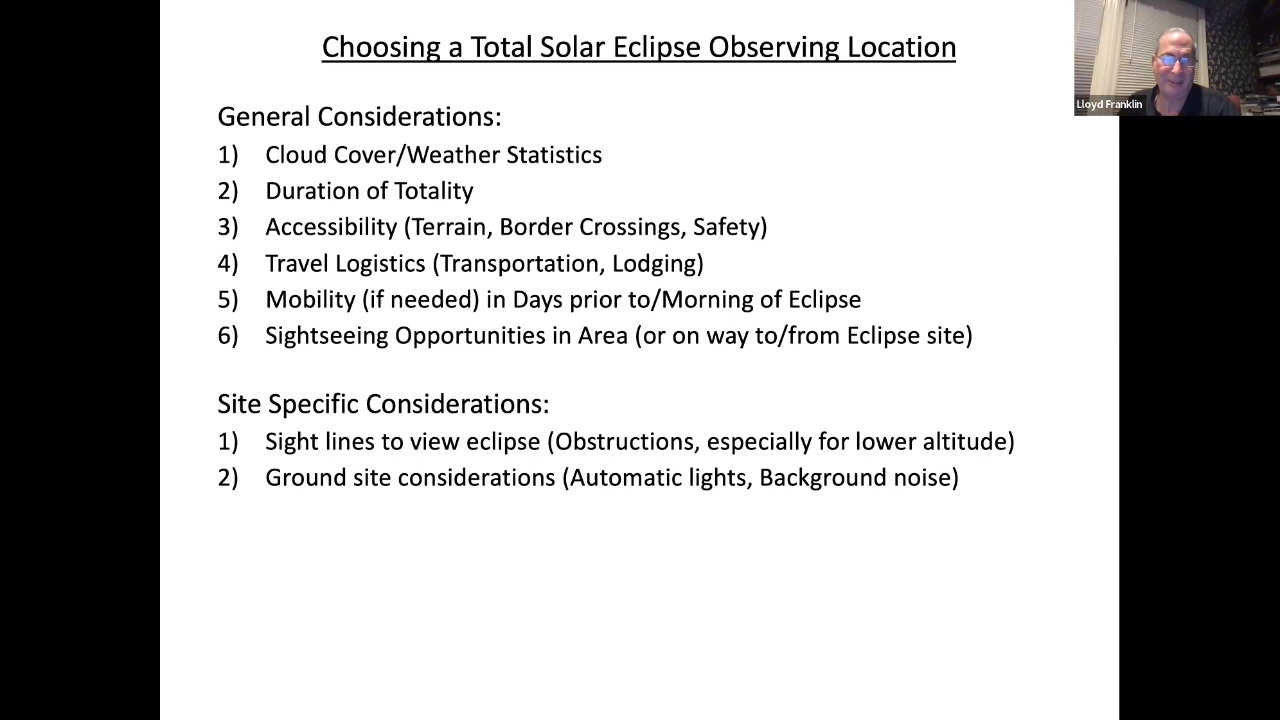 Choosing a Total Solar Eclipse Observing Location
Lloyd Franklin
General Considerations:
1) Cloud Cover/Weather Statistics
2) Duration of Totality
3) Accessibility (Terrain, Border Crossings, Safety)
4) Travel Logistics (Transportation, Lodging)
5) Mobility (if needed) in Days prior to/Morning of Eclipse
6) Sightseeing Opportunities in Area (or on way to/from Eclipse site)
Site Specific Considerations:
1) Sight lines to view eclipse (Obstructions, especially for lower altitude)
2) Ground site considerations (Automatic lights, Background noise)